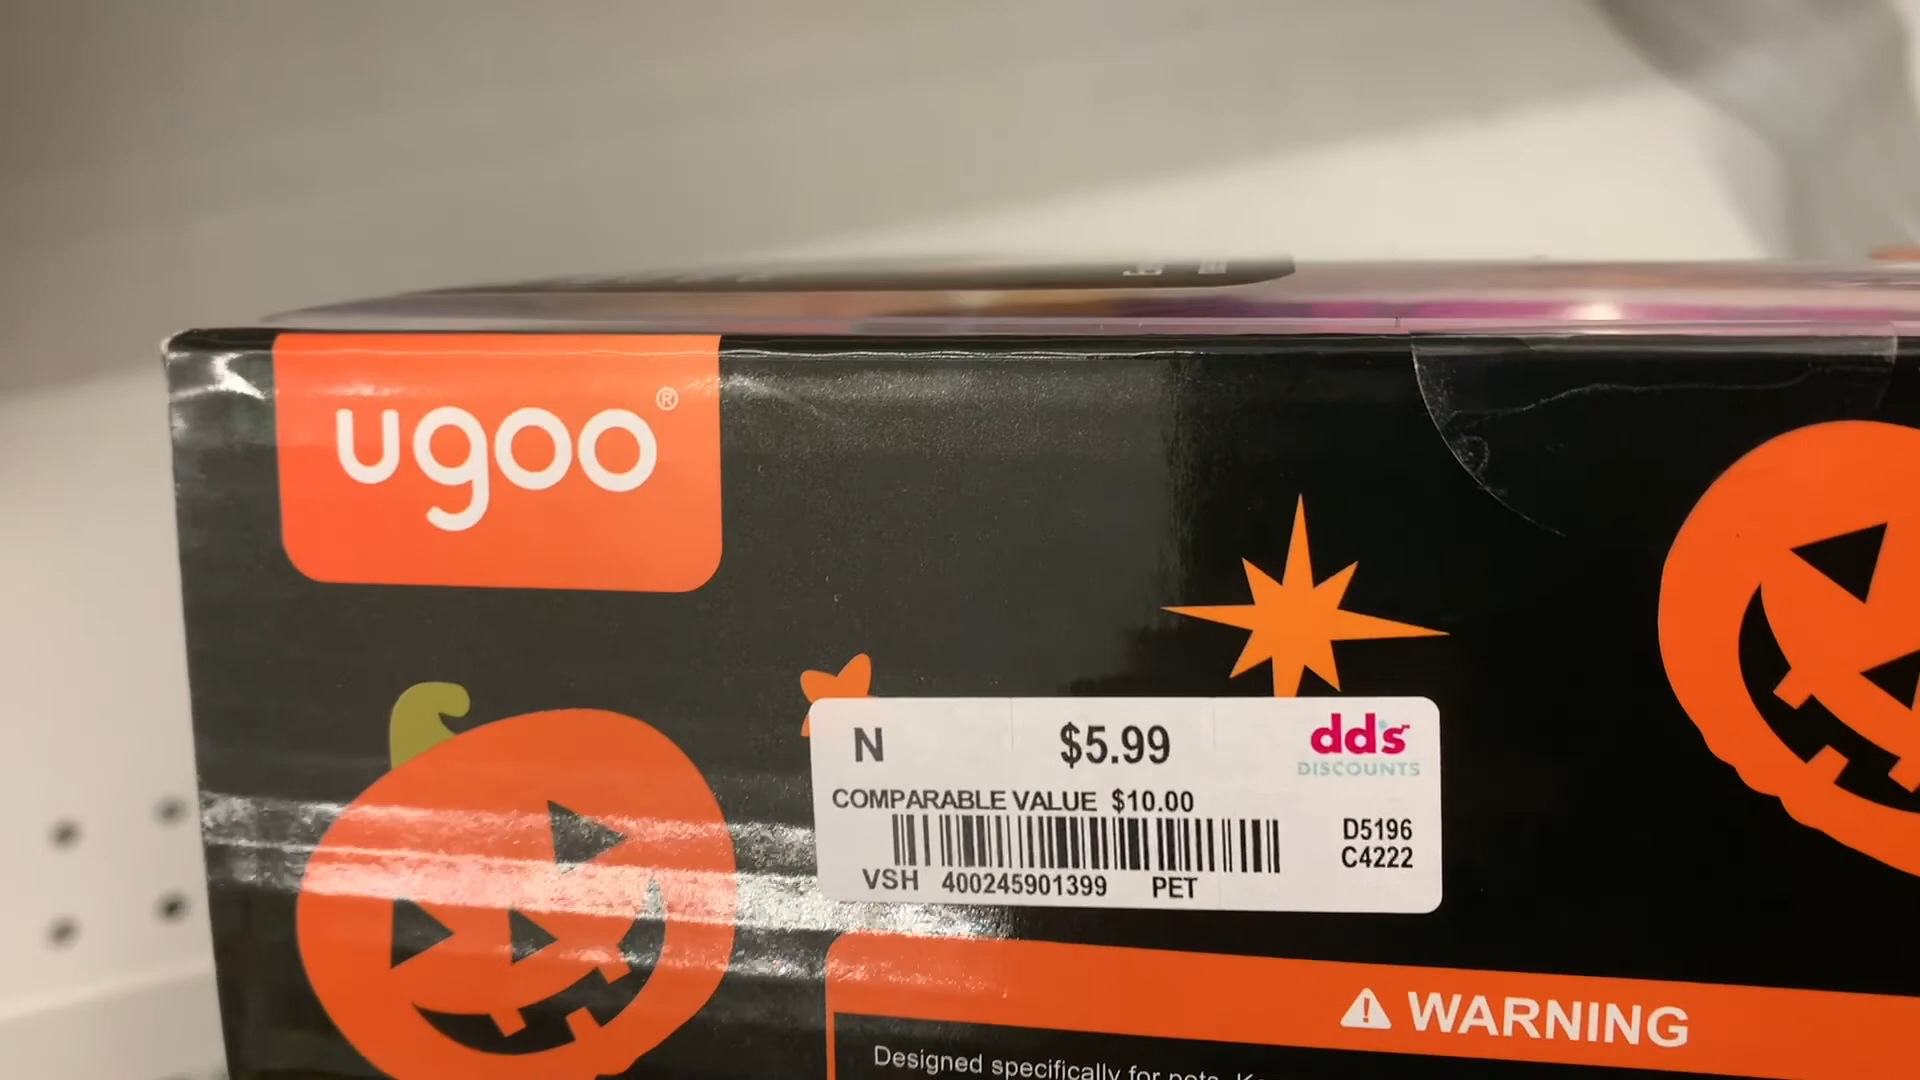 ugoo®
N $5.99 dd's
DISCOUNTS
COMPARABLE VALUE $10.00
D5196
C4222
VSH 400245901399 PET
WARNING
Designed specifically for pets.